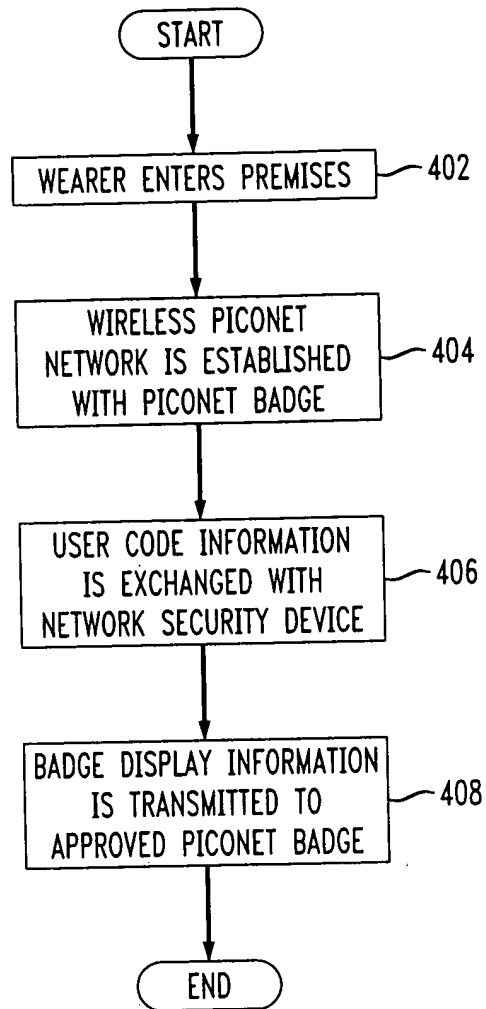 START
WEARER ENTERS PREMISES
402
WIRELESS PICONET
NETWORK IS ESTABLISHED
WITH PICONET BADGE
404
USER CODE INFORMATION
IS EXCHANGED WITH
NETWORK SECURITY DEVICE
406
BADGE DISPLAY INFORMATION
IS TRANSMITTED TO
APPROVED PICONET BADGE
408
END